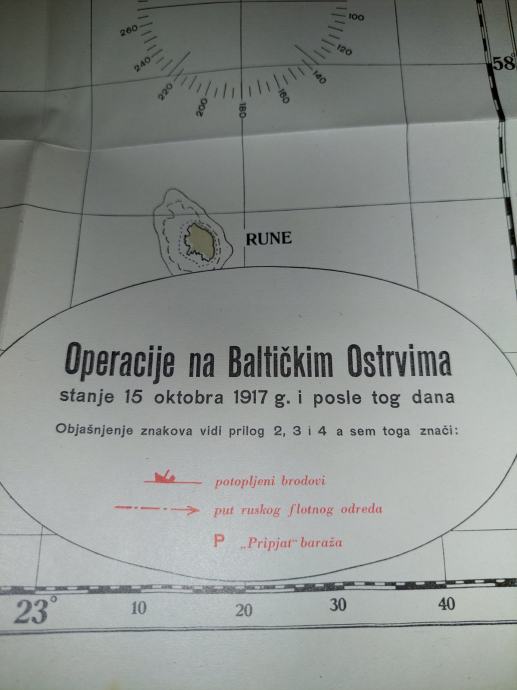 260
240
220
200
180
160
140
120
100
58
RUNE
Operacije na Baltičkim Ostrvima
stanje 15 oktobra 1917 g. i posle tog dana
Objašnjenje znakova vidi prilog 2, 3 i 4 a sem toga znači:
potopljeni brodovi
put ruskog flotnog odreda
P „Pripjat" baraža
23° 10 20 30 40